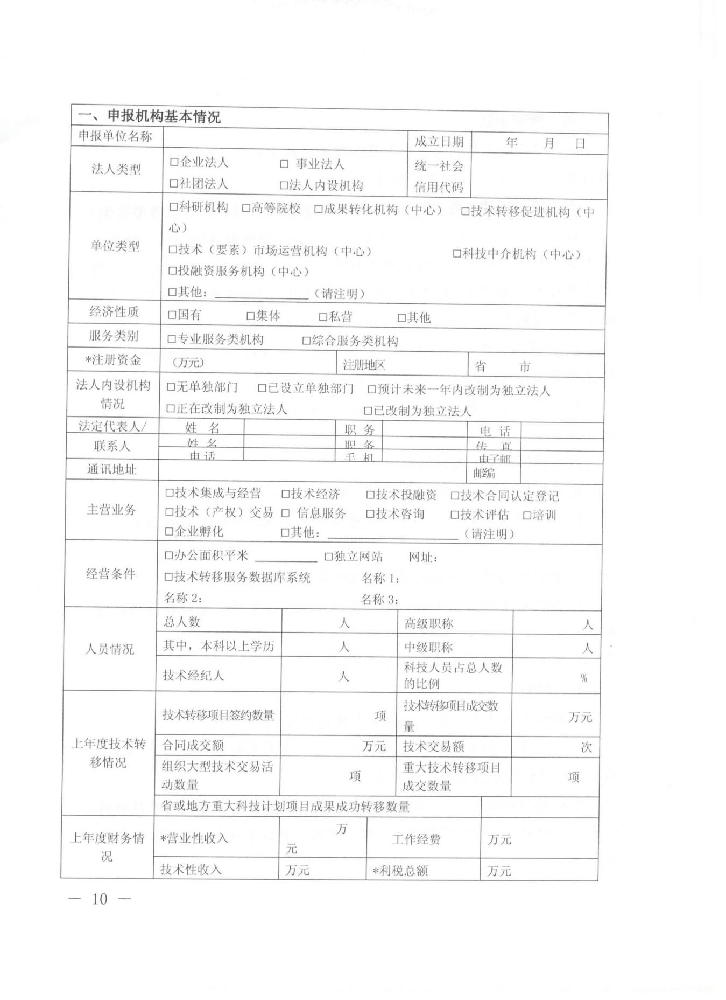 一、申报机构基本情况
申报单位名称 成立日期 年 月 日
法人类型
□企业法人 □ 事业法人
□社团法人 □法人内设机构
统一社会
信用代码
单位类型
□科研机构 □高等院校 □成果转化机构（中心） □技术转移促进机构（中
心）
□技术（要素）市场运营机构（中心） □科技中介机构（中心）
□投融资服务机构（中心）
□其他：____________（请注明）
经济性质 □国有 □集体 □私营 □其他
服务类别 □专业服务类机构 □综合服务类机构
*注册资金 （万元） 注册地区 省 市
法人内设机构
情况
□无单独部门 □已设立单独部门 □预计未来一年内改制为独立法人
□正在改制为独立法人 □已改制为独立法人
法定代表人/ 姓 名 职 务 电 话
联系人 姓 名 职 务 传 真
电 话 手 机 电子邮
通讯地址 邮编
主营业务
□技术集成与经营 □技术经济 □技术投融资 □技术合同认定登记
□技术（产权）交易 □ 信息服务 □技术咨询 □技术评估 □培训
□企业孵化 □其他：________________（请注明）
经营条件
□办公面积平米 ________ □独立网站 网址：
□技术转移服务数据库系统 名称 1：
名称 2： 名称 3：
人员情况
总人数 人 高级职称 人
其中，本科以上学历 人 中级职称 人
技术经纪人 人 科技人员占总人数
的比例 %
上年度技术转
移情况
技术转移项目签约数量 项 技术转移项目成交数
量 万元
合同成交额 万元 技术交易额 次
组织大型技术交易活
动数量 项
重大技术转移项目
成交数量 项
省或地方重大科技计划项目成果成功转移数量
上年度财务情
况
*营业性收入 万
元
工作经费 万元
技术性收入 万元 *利税总额 万元
— 10 —